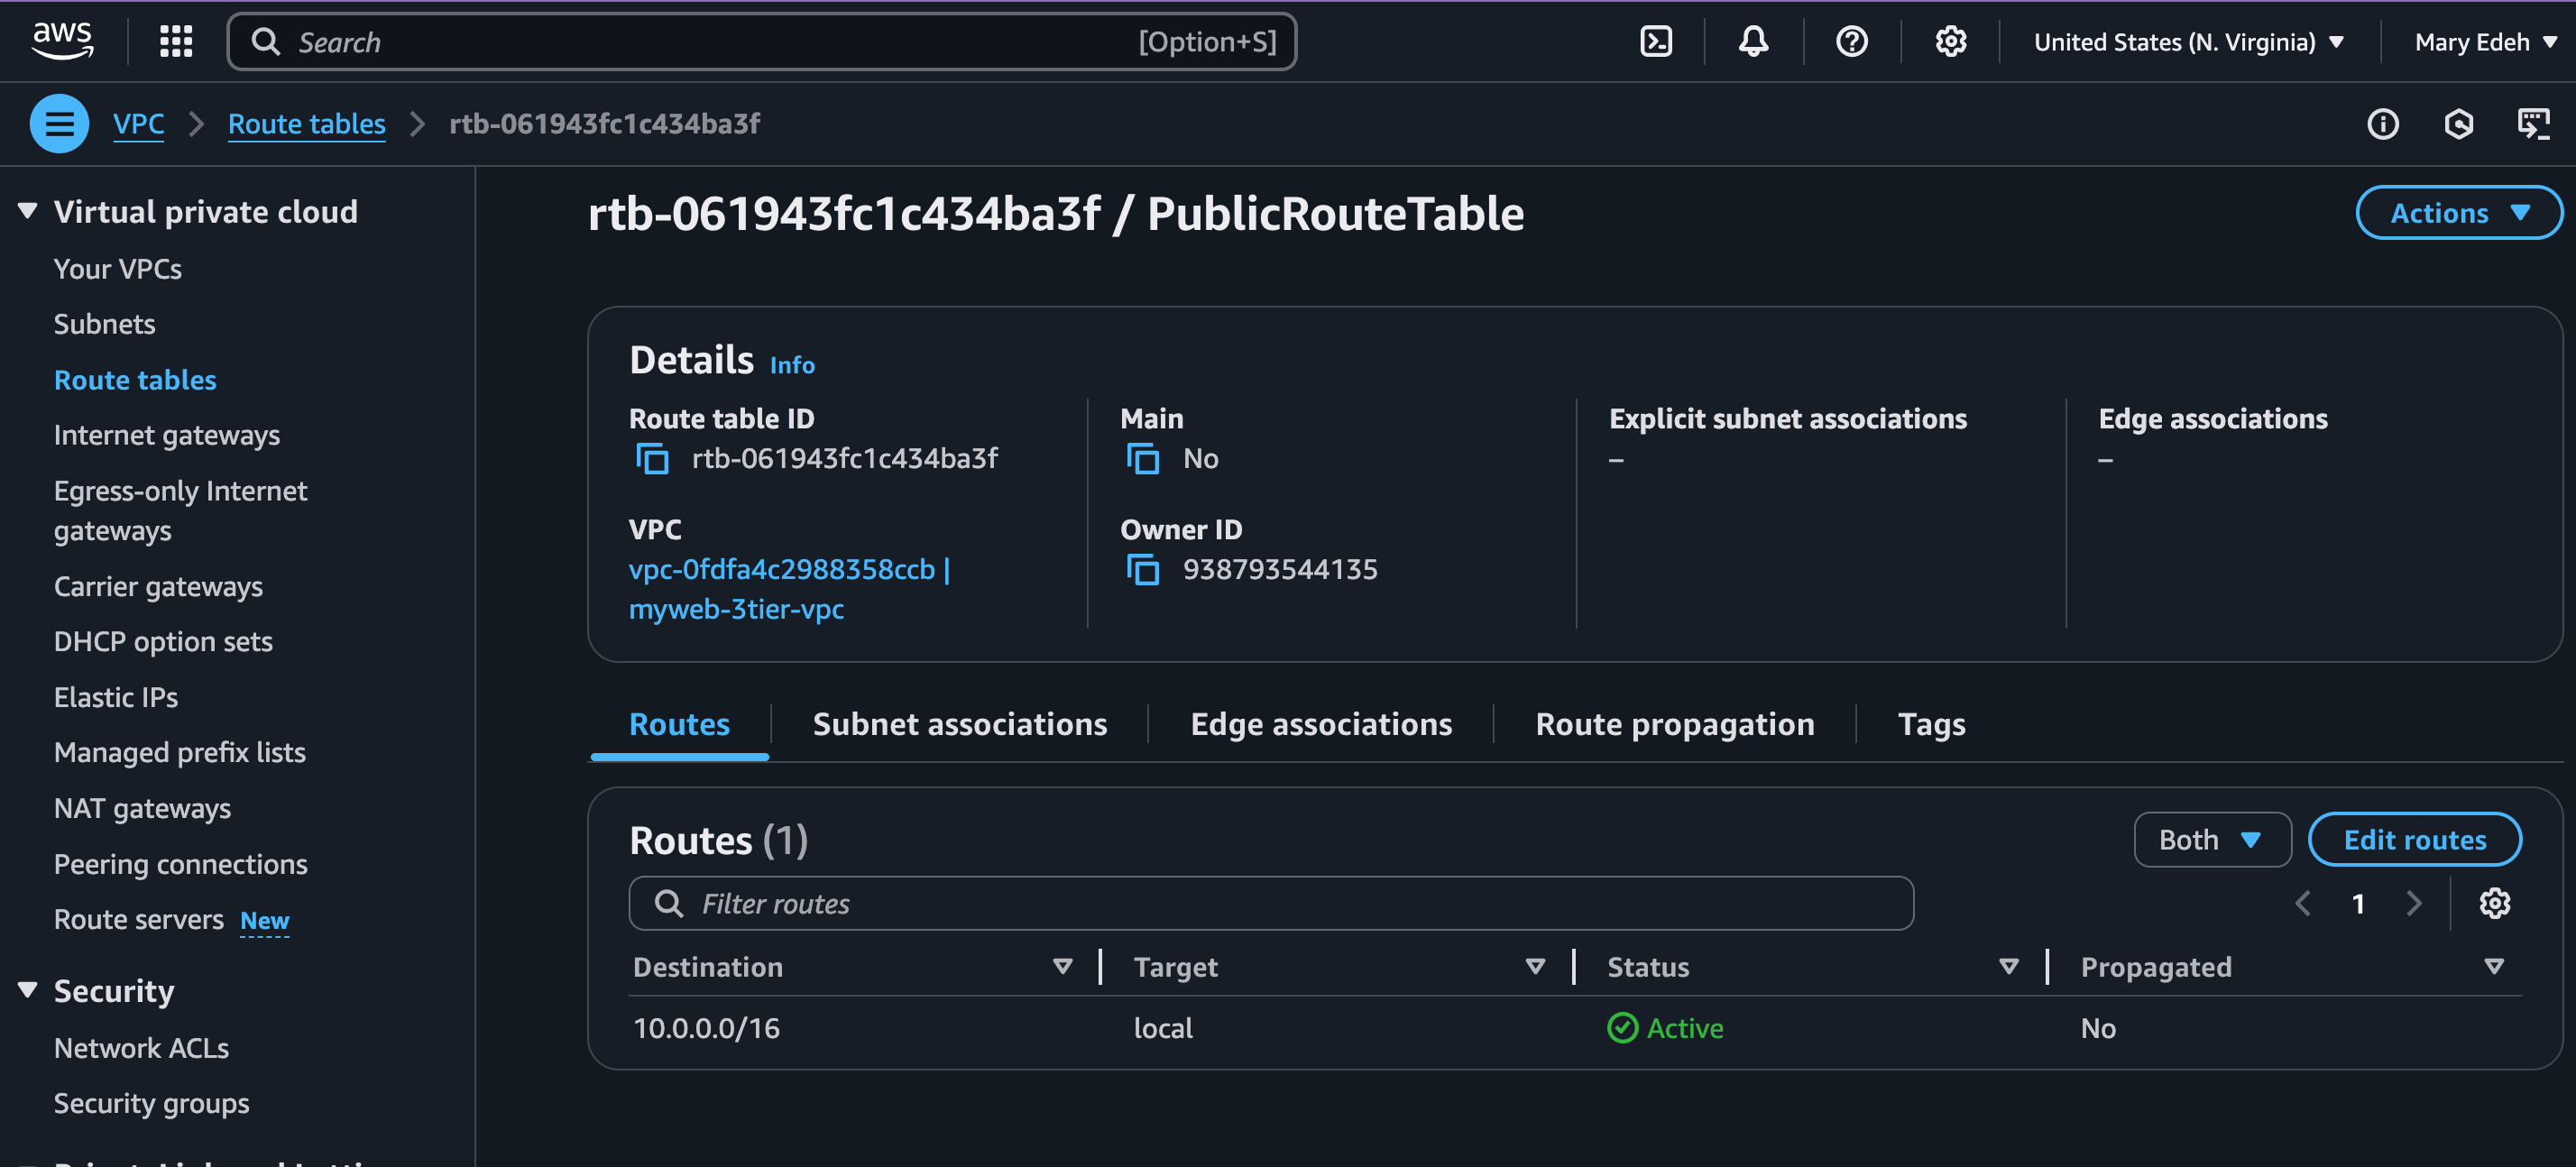 aws
Search
[Option+S]
United States (N. Virginia)
Mary Edeh
VPC
Route tables
rtb-061943fc1c434ba3f
Virtual private cloud
Your VPCs
Subnets
Route tables
Internet gateways
Egress-only Internet
gateways
Carrier gateways
DHCP option sets
Elastic IPs
Managed prefix lists
NAT gateways
Peering connections
Route servers New
Security
Network ACLs
Security groups
rtb-061943fc1c434ba3f / PublicRouteTable
Actions
Details Info
Route table ID
rtb-061943fc1c434ba3f
Main
No
Explicit subnet associations
–
Edge associations
–
VPC
vpc-0fdfa4c2988358ccb |
myweb-3tier-vpc
Owner ID
938793544135
Routes
Subnet associations
Edge associations
Route propagation
Tags
Routes (1)
Both
Edit routes
Filter routes
1
Destination
Target
Status
Propagated
10.0.0.0/16
local
Active
No